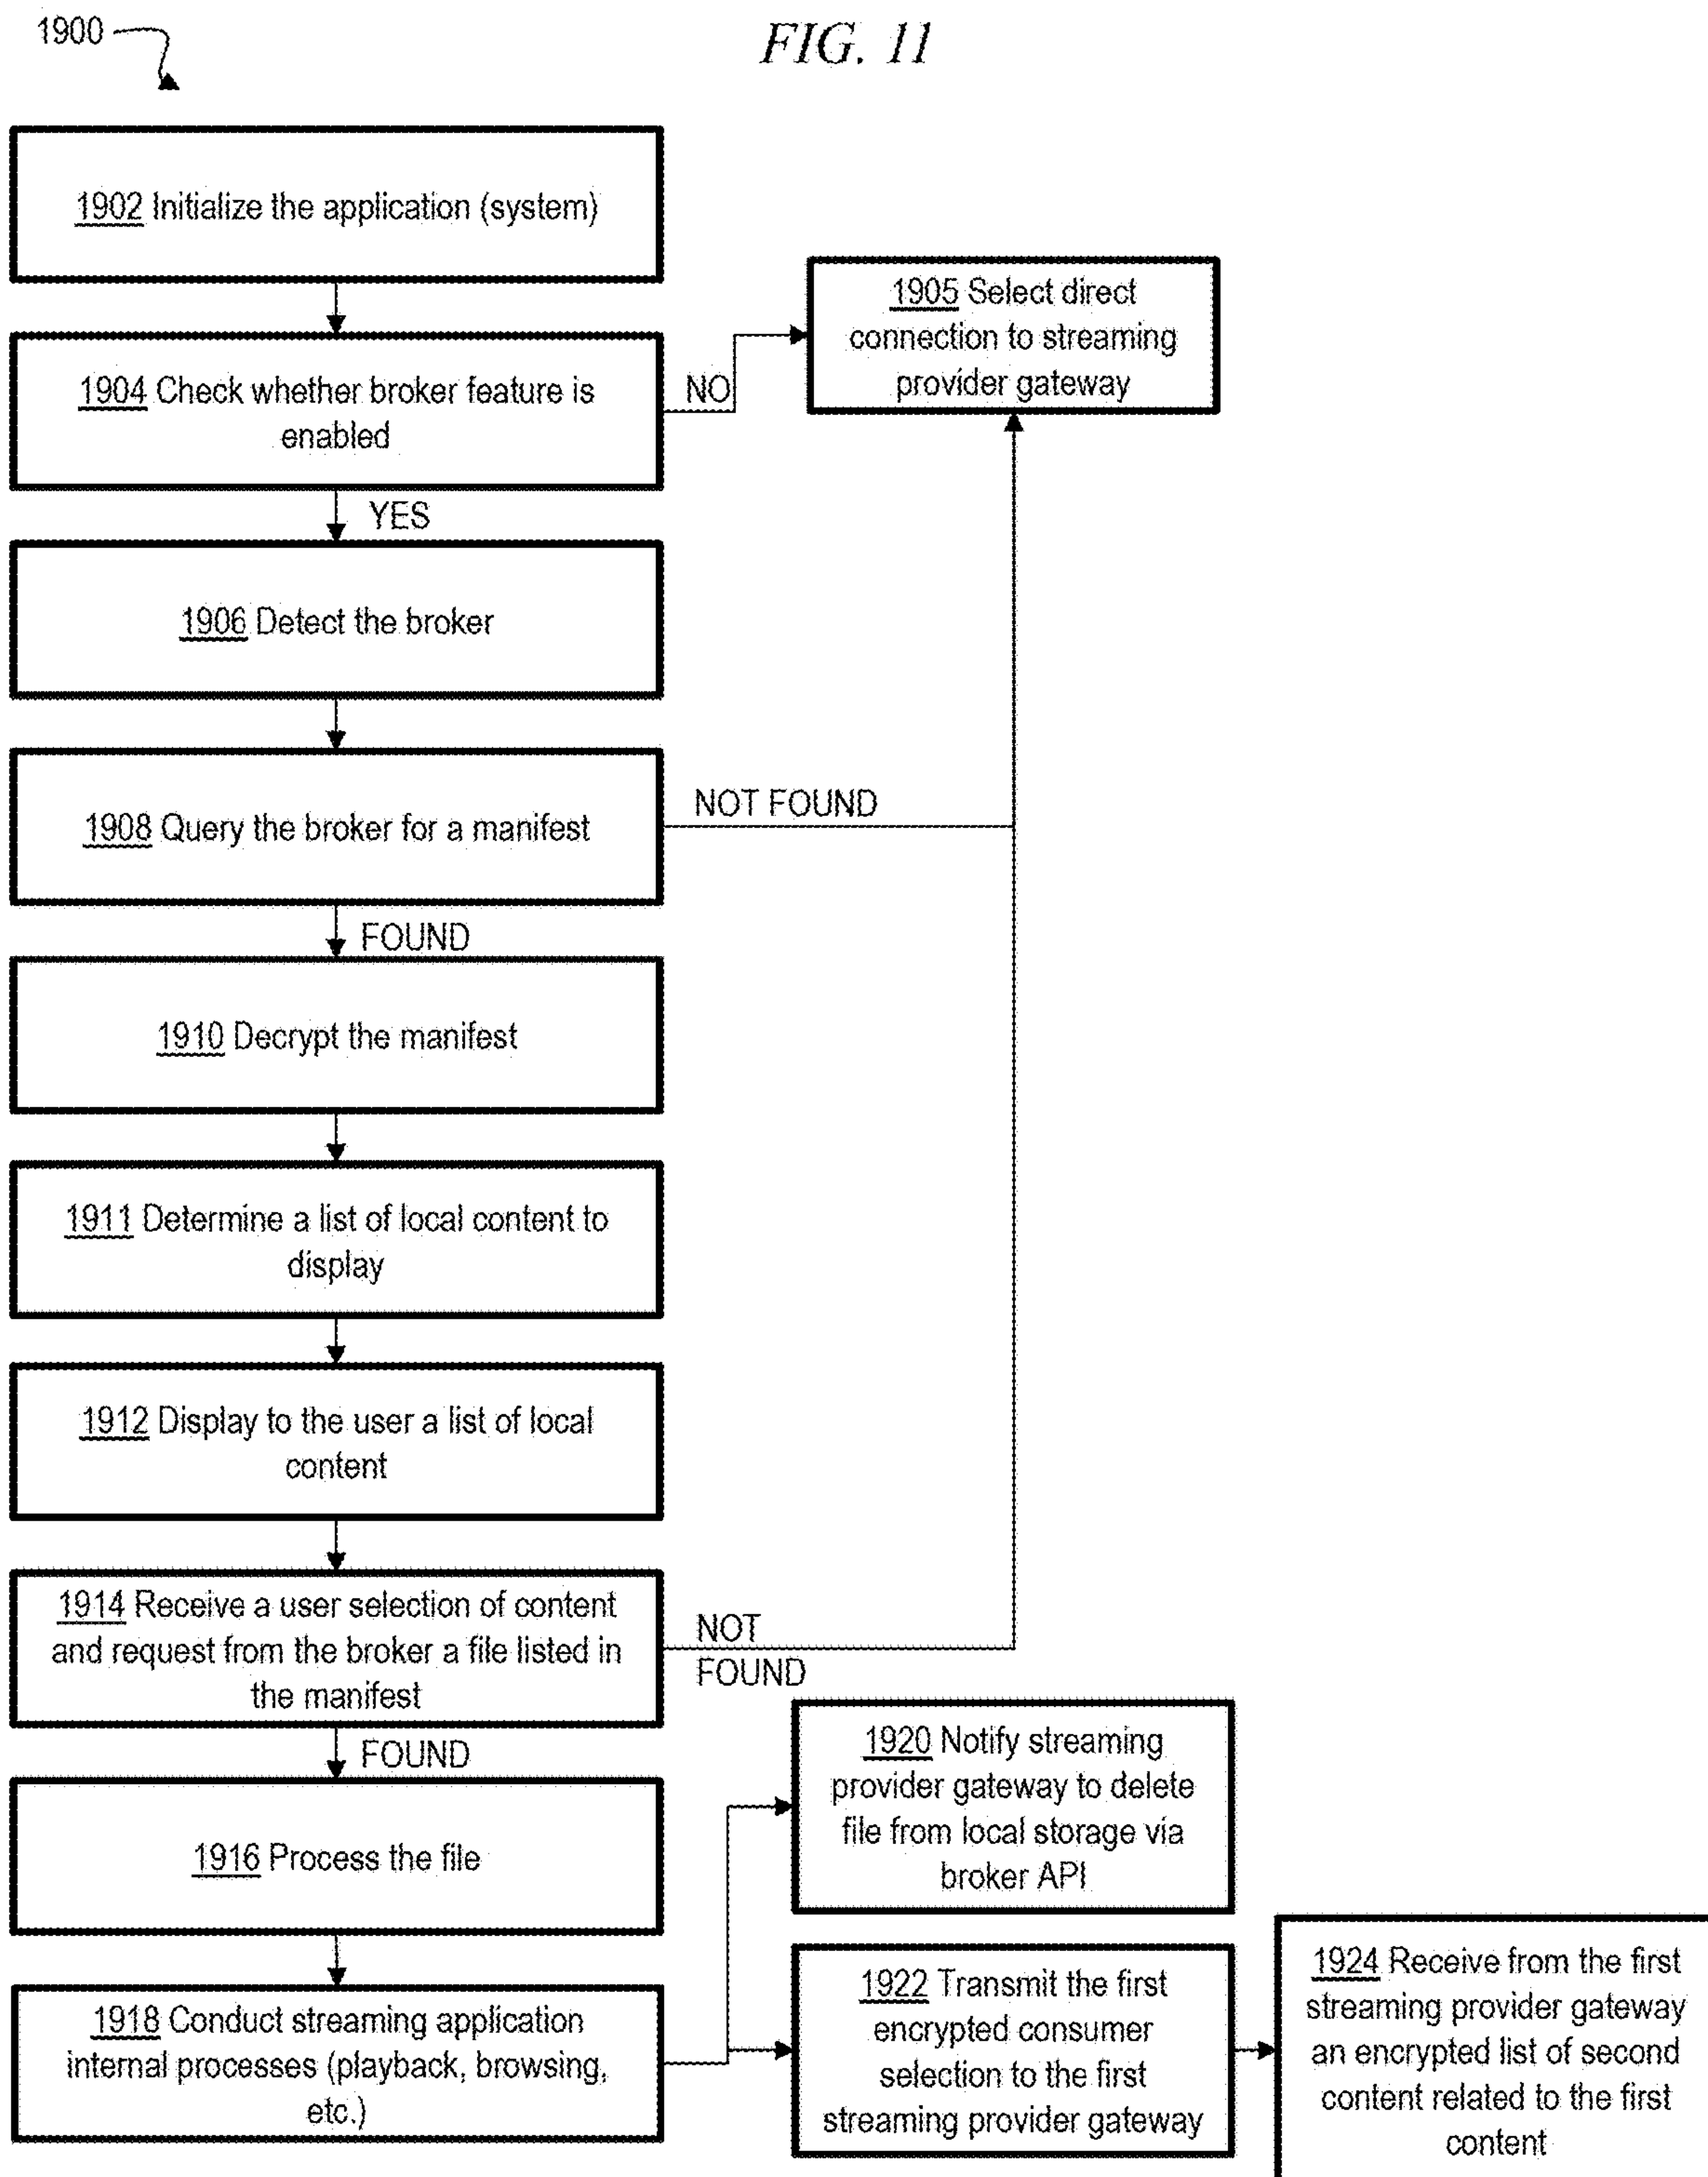 1900
FIG. 11
1902 Initialize the application (system)
1905 Select direct
connection to streaming
provider gateway
1904 Check whether broker feature is
enabled
NO
YES
1906 Detect the broker
1908 Query the broker for a manifest
NOT FOUND
FOUND
1910 Decrypt the manifest
1911 Determine a list of local content to
display
1912 Display to the user a list of local
content
1914 Receive a user selection of content
and request from the broker a file listed in
the manifest
NOT
FOUND
FOUND
1916 Process the file
1920 Notify streaming
provider gateway to delete
file from local storage via
broker API
1918 Conduct streaming application
internal processes (playback, browsing,
etc.)
1922 Transmit the first
encrypted consumer
selection to the first
streaming provider gateway
1924 Receive from the first
streaming provider gateway
an encrypted list of second
content related to the first
content